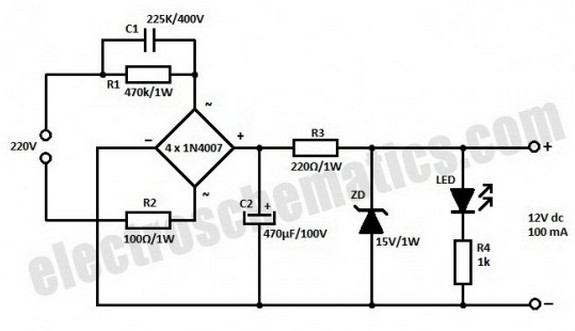 225K/400V
C1
R1
470k/1W
~
220V
−
4 x 1N4007
+
R3
220Ω/1W
+
~
R2
100Ω/1W
C2
+
470µF/100V
ZD
15V/1W
LED
R4
1k
12V dc
100 mA
−
electroschematics.com